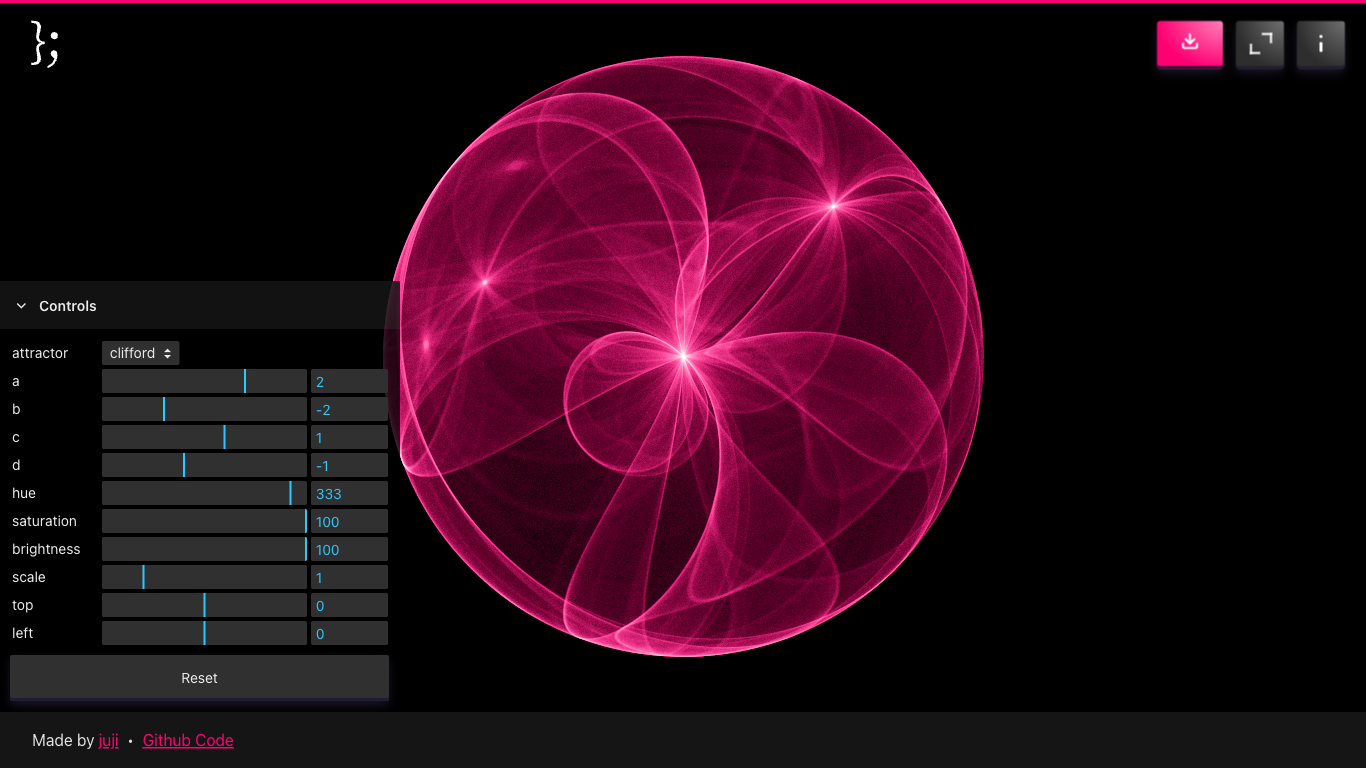 };
Controls
attractor clifford
a 2
b -2
c 1
d -1
hue 333
saturation 100
brightness 100
scale 1
top 0
left 0
Reset
Made by juji • Github Code